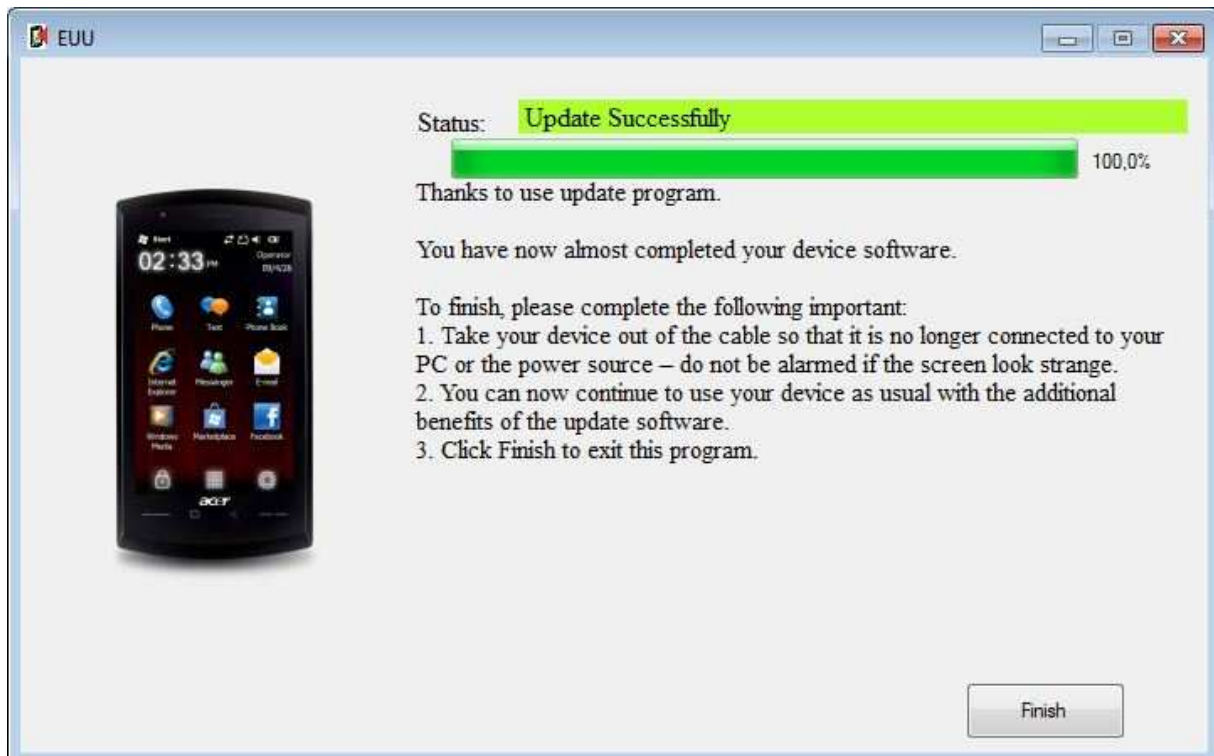 EUU
Status: Update Successfully
100,0%
Thanks to use update program.
You have now almost completed your device software.
To finish, please complete the following important:
1. Take your device out of the cable so that it is no longer connected to your
PC or the power source – do not be alarmed if the screen look strange.
2. You can now continue to use your device as usual with the additional
benefits of the update software.
3. Click Finish to exit this program.
Start
02:33 PM
Operator
Phone Text Phone Book
Internet Explorer Messenger E-mail
Windows Media Marketplace Facebook
acer
Finish